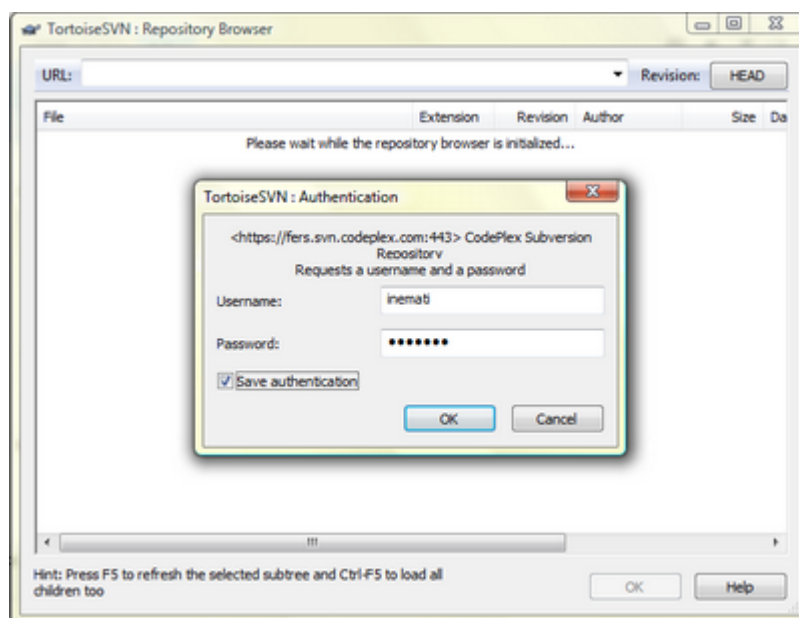 TortoiseSVN : Repository Browser
URL:
Revision: HEAD
File Extension Revision Author Size Da
Please wait while the repository browser is initialized...
TortoiseSVN : Authentication
<https://fers.svn.codeplex.com:443> CodePlex Subversion
Repository
Requests a username and a password
Username: inemati
Password: •••••••
Save authentication
OK Cancel
Hint: Press F5 to refresh the selected subtree and Ctrl-F5 to load all
children too
OK Help